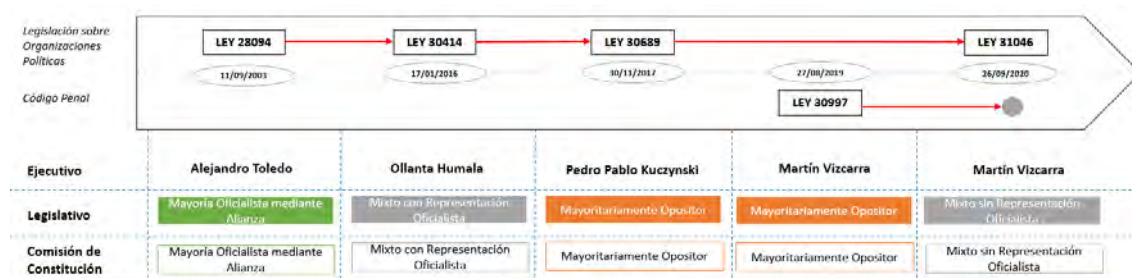 Legislación sobre
Organizaciones
Políticas
LEY 28094
LEY 30414
LEY 30689
LEY 31046
11/09/2003
17/01/2016
30/11/2017
27/08/2019
26/09/2020
Código Penal
LEY 30997
Ejecutivo
Alejandro Toledo
Ollanta Humala
Pedro Pablo Kuczynski
Martín Vizcarra
Martín Vizcarra
Legislativo
Mayoría Oficialista mediante
Alianza
Mixto con Representación
Oficialista
Mayoritariamente Opositor
Mayoritariamente Opositor
Mixto sin Representación
Oficialista
Comisión de
Constitución
Mayoría Oficialista mediante
Alianza
Mixto con Representación
Oficialista
Mayoritariamente Opositor
Mayoritariamente Opositor
Mixto sin Representación
Oficialista